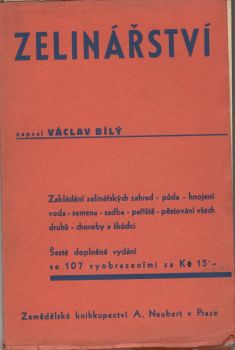 ZELINÁŘSTVÍ
napsal VÁCLAV BÍLÝ
Zakládání zelinářských zahrad - půda - hnojení
voda - semena - sadba - pařiště - pěstování všech
druhů - choroby a škůdci
Šesté doplněné vydání
se 107 vyobrazeními za Kč 15·-
Zemědělské knihkupectví A. Neubert v Praze